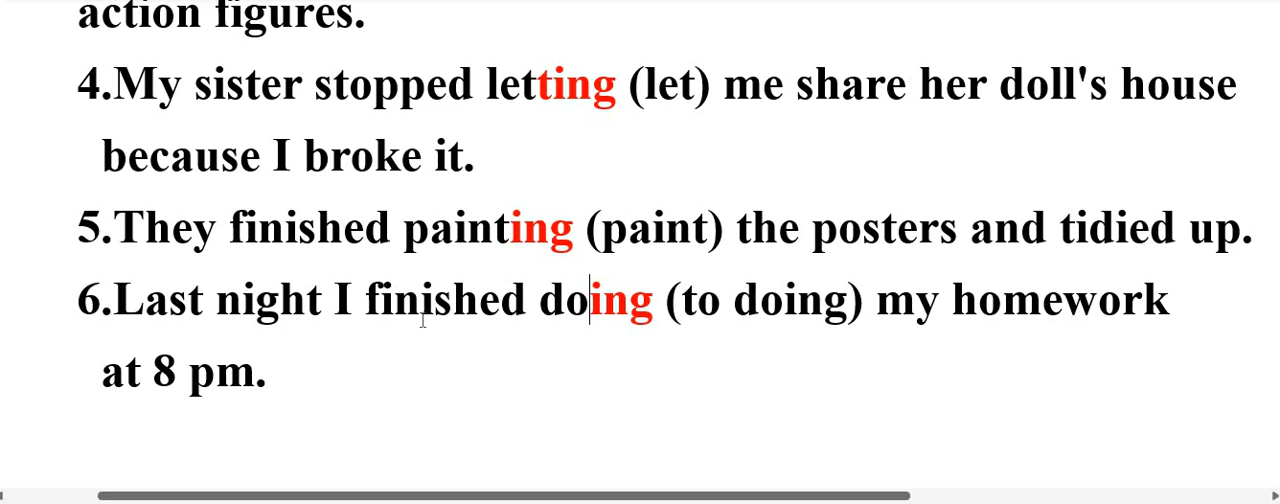 action figures.
4.My sister stopped letting (let) me share her doll's house
because I broke it.
5.They finished painting (paint) the posters and tidied up.
6.Last night I finished doing (to doing) my homework
at 8 pm.